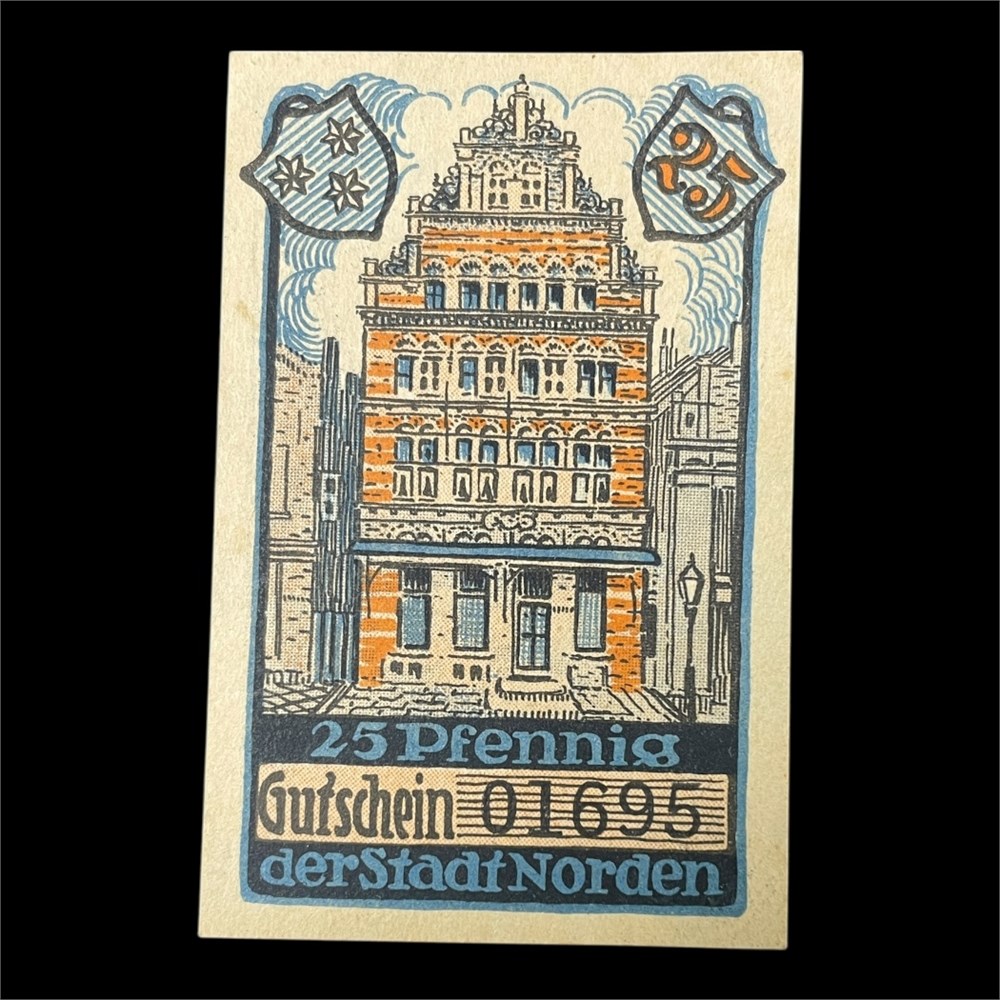 25
25 Pfennig
Gutschein 01695
der Stadt Norden